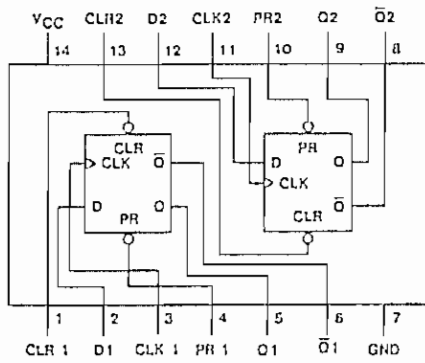 VCC CLR2 D2 CLK2 PR2 Q2 Q̅2
14 13 12 11 10 9 8
CLR PR
CLK Q̅ D Q
CLK
D Q CLR Q̅
PR
1 2 3 4 5 6 7
CLR 1 D1 CLK 1 PR 1 Q1 Q̅1 GND